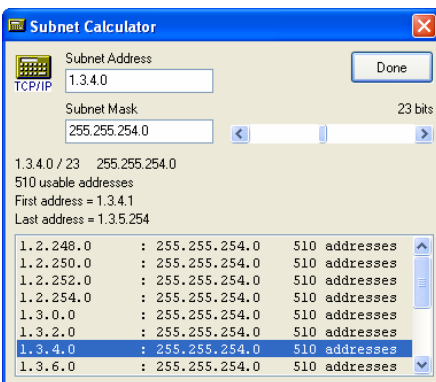 Subnet Calculator
Subnet Address
Done
TCP/IP
1.3.4.0
Subnet Mask
23 bits
255.255.254.0
1.3.4.0 / 23 255.255.254.0
510 usable addresses
First address = 1.3.4.1
Last address = 1.3.5.254
1.2.248.0 : 255.255.254.0 510 addresses
1.2.250.0 : 255.255.254.0 510 addresses
1.2.252.0 : 255.255.254.0 510 addresses
1.2.254.0 : 255.255.254.0 510 addresses
1.3.0.0 : 255.255.254.0 510 addresses
1.3.2.0 : 255.255.254.0 510 addresses
1.3.4.0 : 255.255.254.0 510 addresses
1.3.6.0 : 255.255.254.0 510 addresses